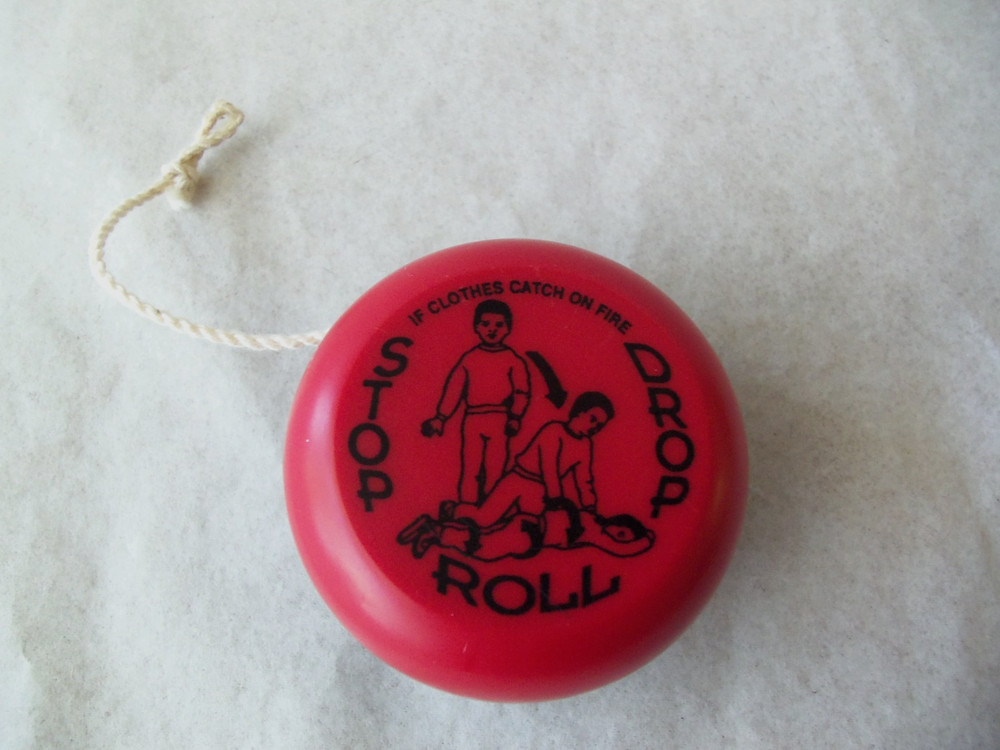 IF CLOTHES CATCH ON FIRE
STOP
DROP
ROLL